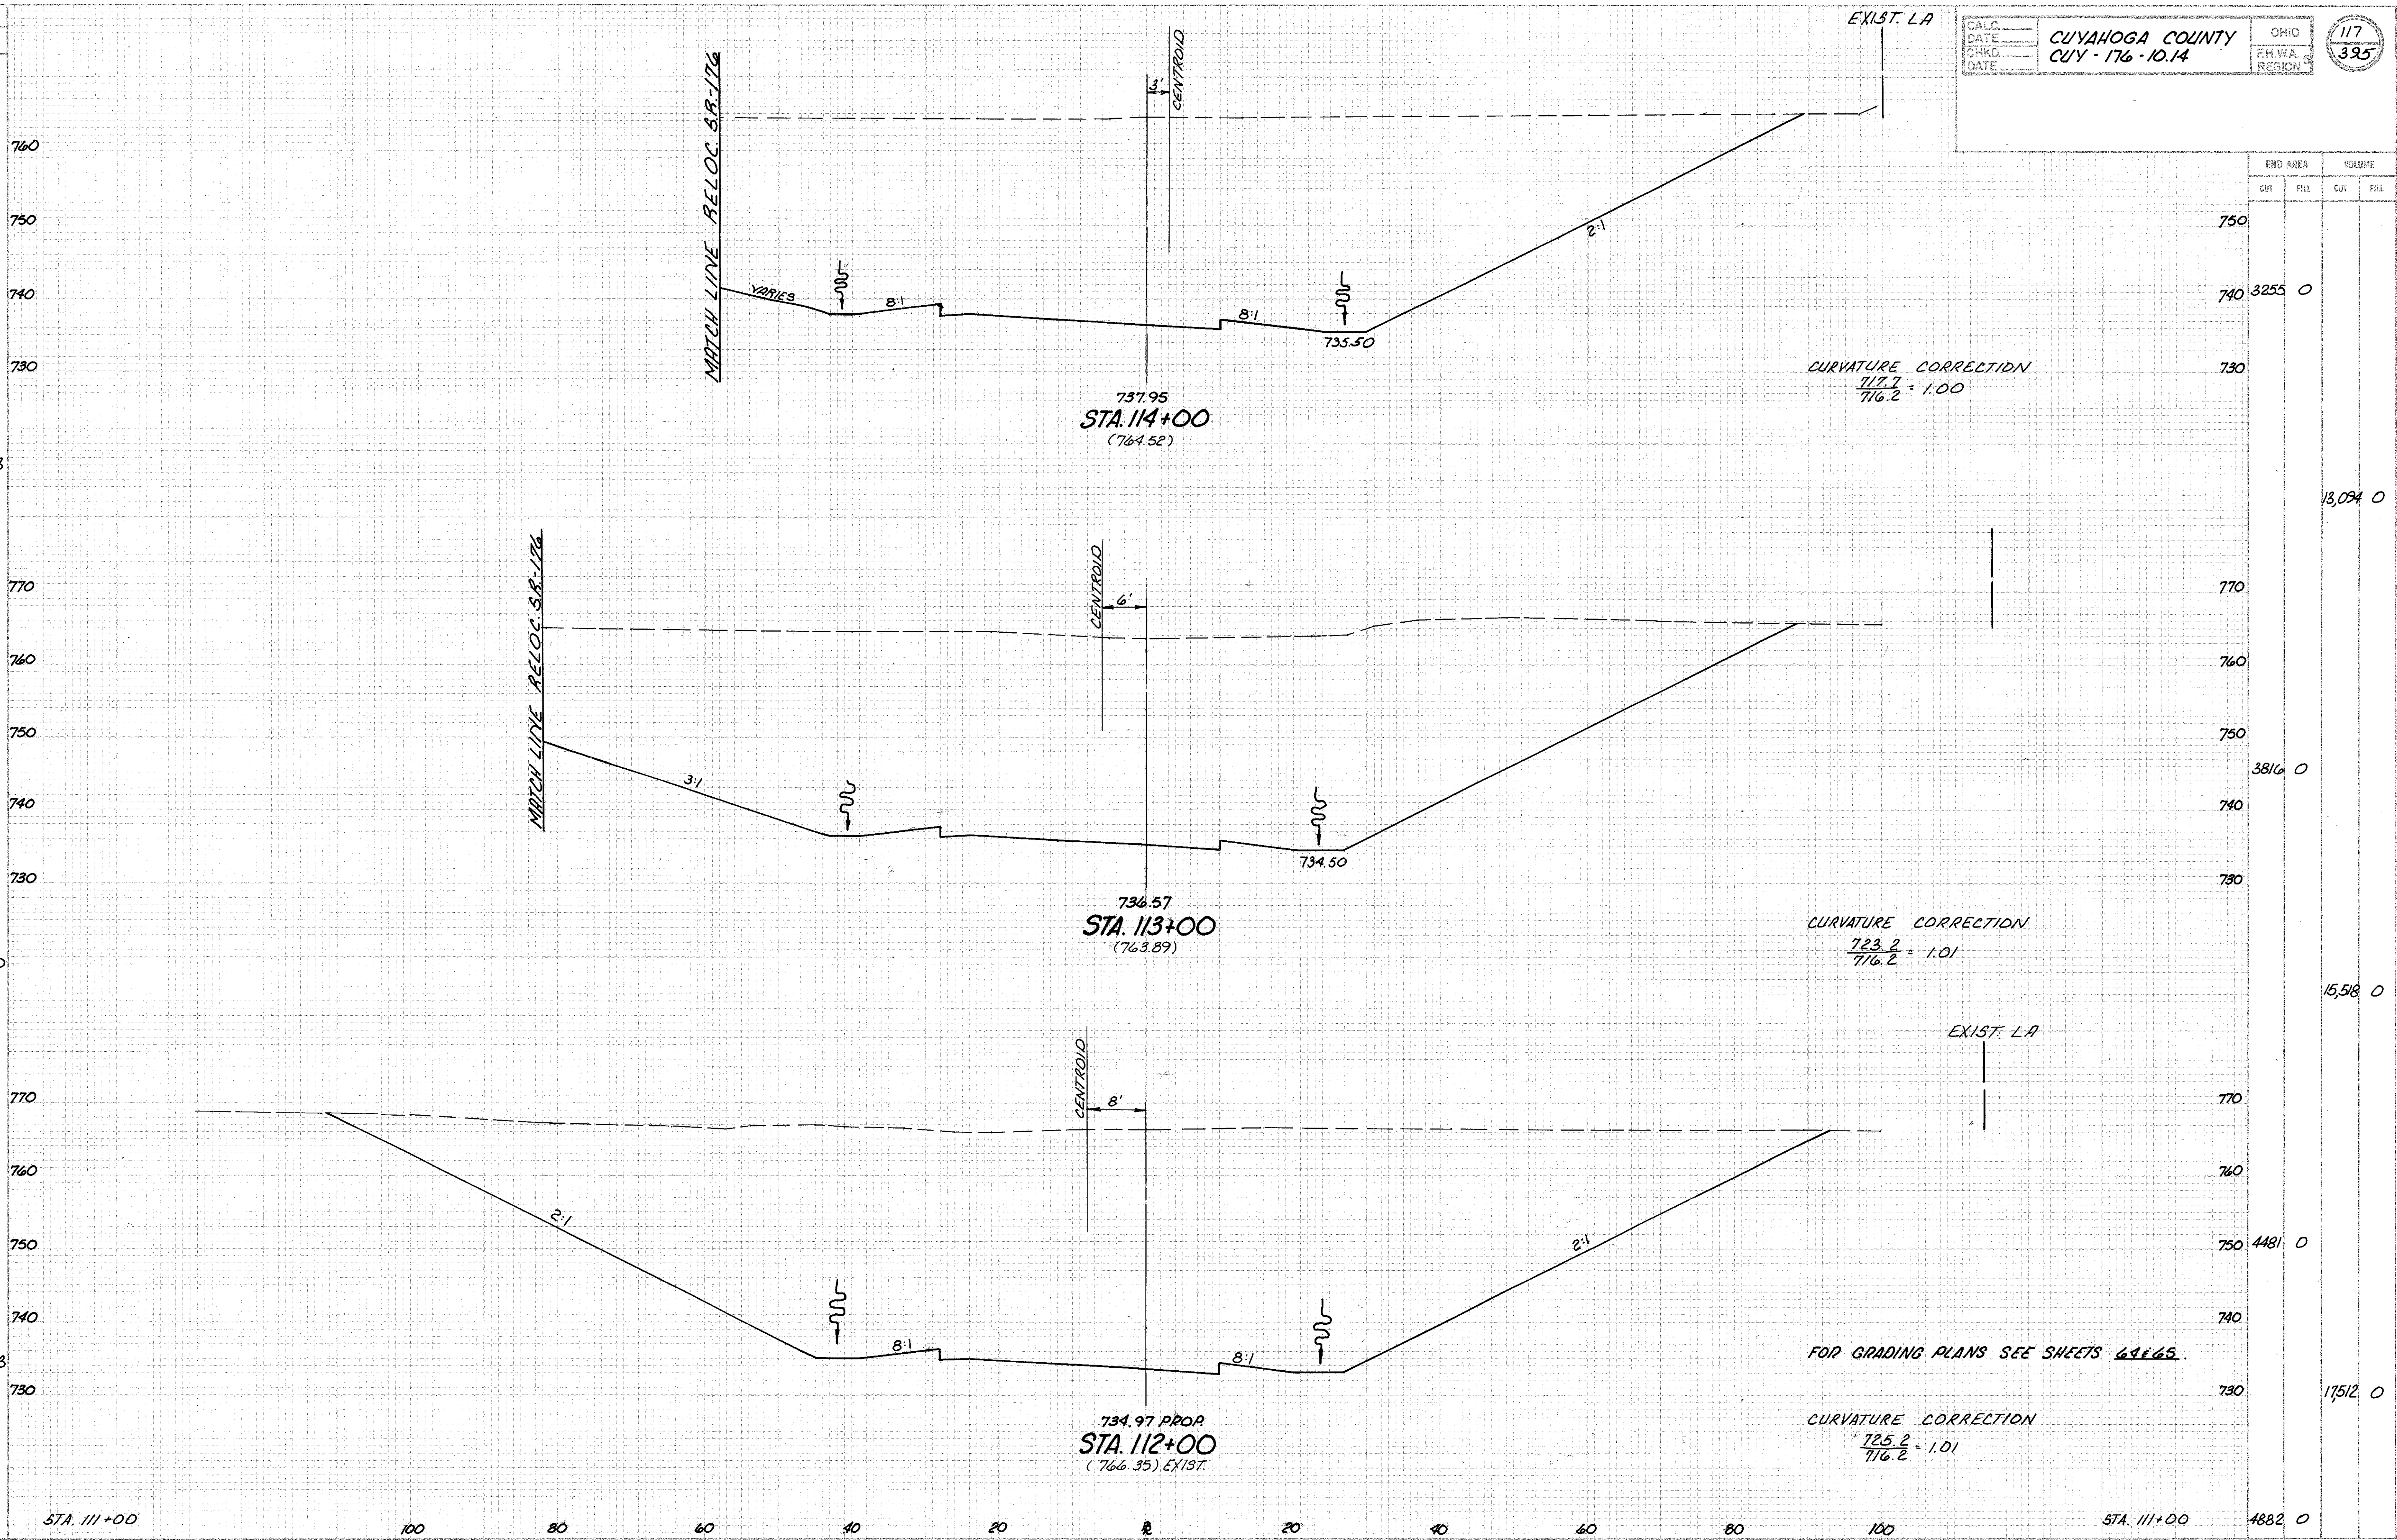 EXIST. LA
CALC.
DATE
CHKD.
DATE
CUYAHOGA COUNTY
CUY - 176 - 10.14
OHIO
F.H.W.A. 5
REGION
117
395
END AREA
VOLUME
CUT FILL CUT FILL
MATCH LINE RELOC. S.R.-176
3'
CENTROID
760
750
740
730
VARIES
8:1
8:1
735.50
2:1
750
740
730
3255 0
737.95
STA. 114+00
(764.52)
CURVATURE CORRECTION
717.7
716.2 = 1.00
13,094 0
MATCH LINE RELOC. S.R.-176
CENTROID
6'
770
760
750
740
730
3:1
734.50
770
760
750
740
730
3816 0
736.57
STA. 113+00
(763.89)
CURVATURE CORRECTION
723.2
716.2 = 1.01
15,518 0
EXIST. LA
CENTROID
8'
770
760
750
740
730
2:1
8:1
8:1
2:1
770
760
750
740
730
4481 0
FOR GRADING PLANS SEE SHEETS 64 & 65.
17,512 0
734.97 PROP.
STA. 112+00
(766.35) EXIST.
CURVATURE CORRECTION
725.2
716.2 = 1.01
STA. 111+00
100 80 60 40 20 ℄ 20 40 60 80 100
STA. 111+00
4882 0